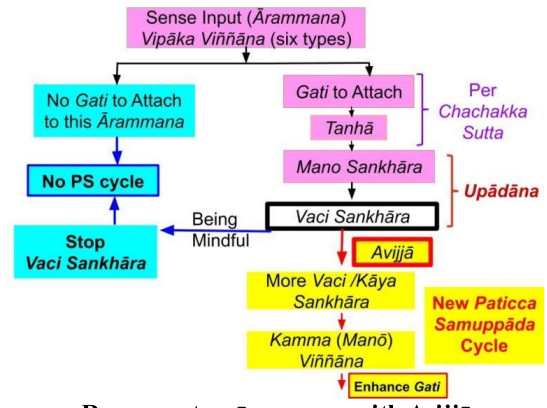 Sense Input (Ārammana)
Vipāka Viññāna (six types)
No Gati to Attach
to this Ārammana
Gati to Attach
Tanhā
Per
Chachakka
Sutta
No PS cycle
Mano Sankhāra
Upādāna
Vaci Sankhāra
Being
Mindful
Stop
Vaci Sankhāra
Avijjā
More Vaci /Kāya
Sankhāra
New Paticca
Samuppāda
Cycle
Kamma (Manō)
Viññāna
Enhance Gati